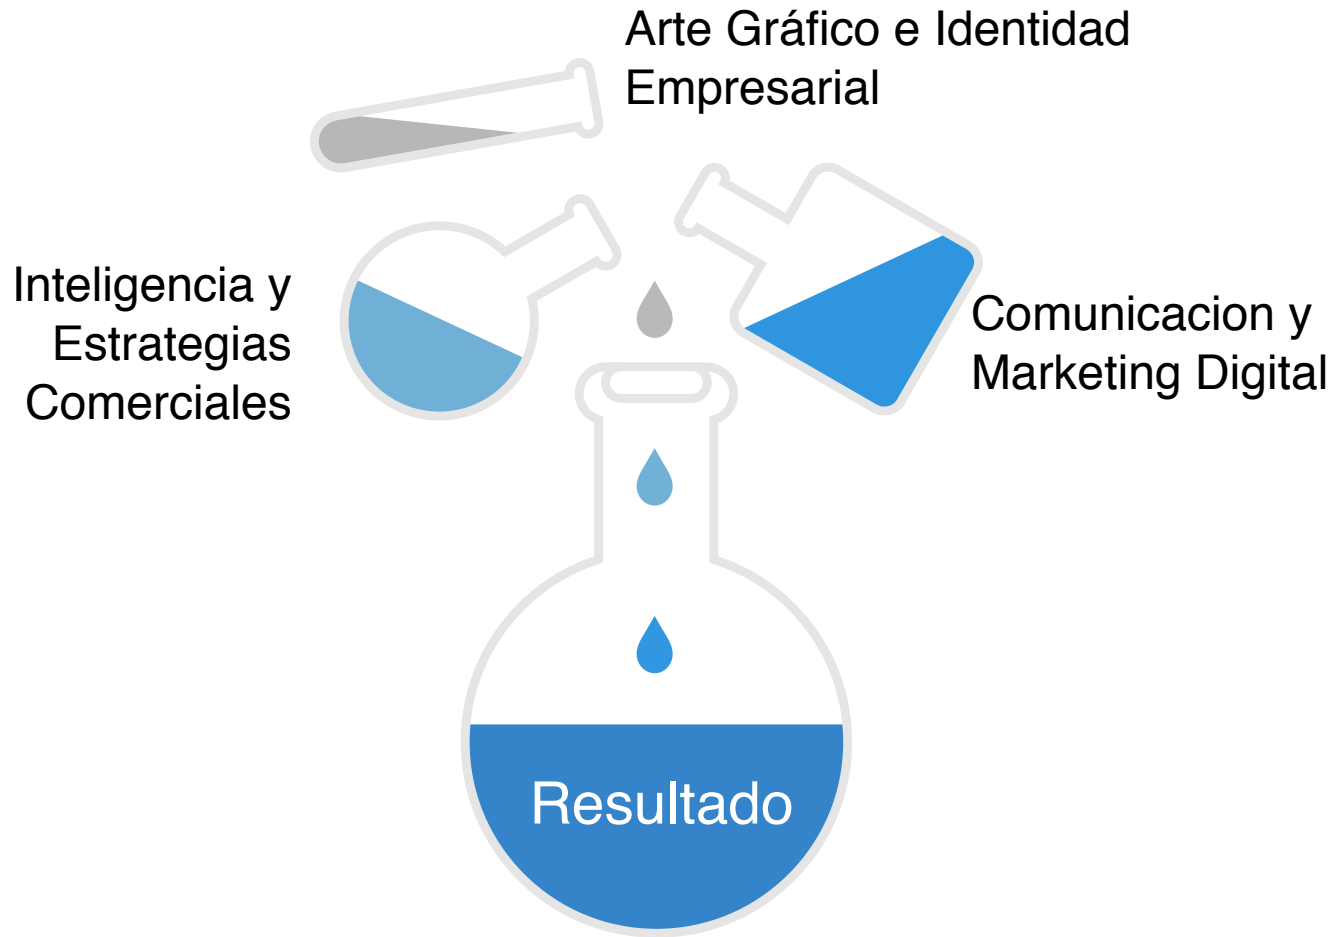 Arte Gráfico e Identidad
Empresarial
Inteligencia y
Estrategias
Comerciales
Comunicacion y
Marketing Digital
Resultado